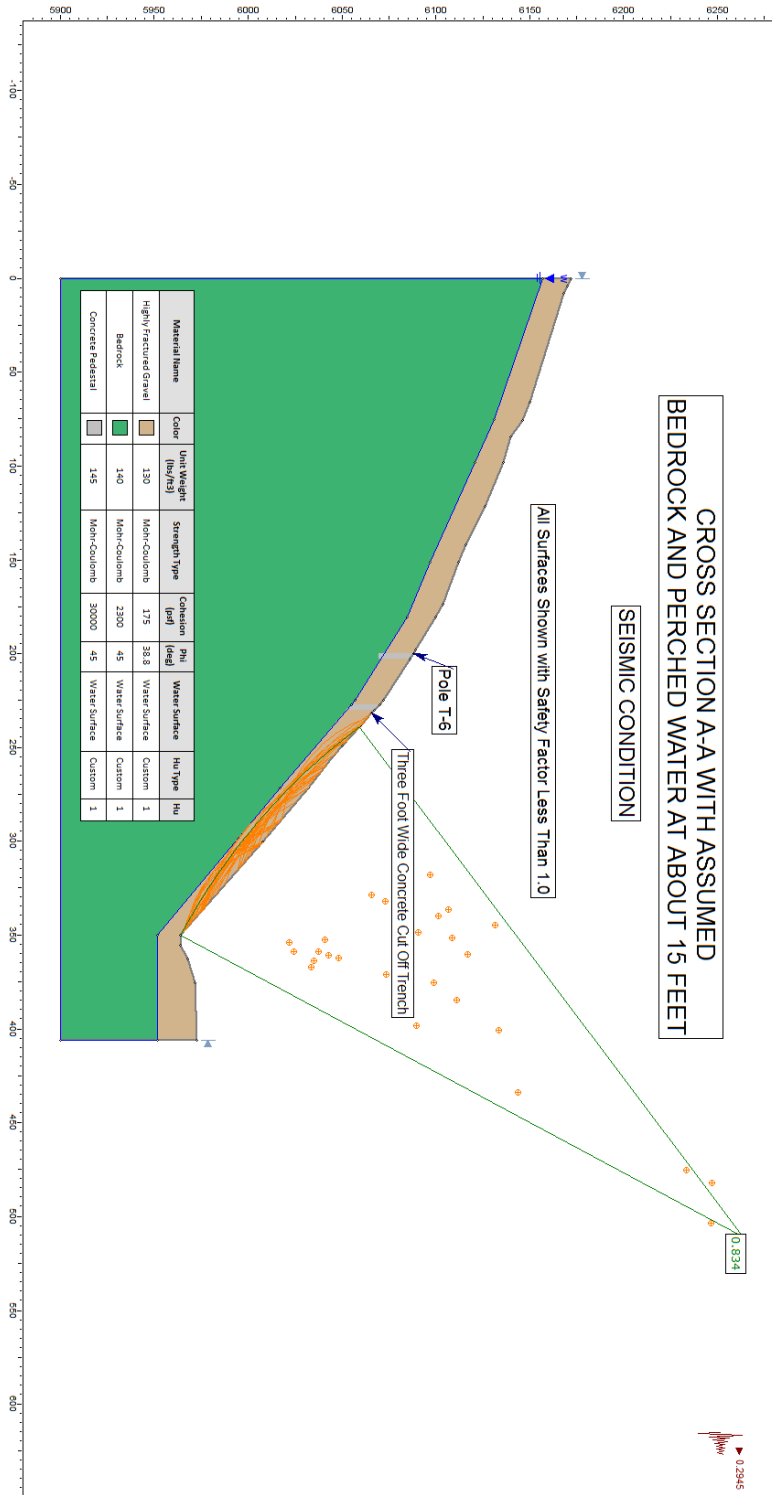 CROSS SECTION A-A WITH ASSUMED
BEDROCK AND PERCHED WATER AT ABOUT 15 FEET
SEISMIC CONDITION
All Surfaces Shown with Safety Factor Less Than 1.0
Pole T-6
Three Foot Wide Concrete Cut Off Trench
0.834
0.2945
W
Material Name Color Unit Weight (lbs/ft3) Strength Type Cohesion (psf) Phi (deg) Water Surface Hu Type Hu
Highly Fractured Gravel 130 Mohr-Coulomb 175 38.8 Water Surface Custom 1
Bedrock 140 Mohr-Coulomb 2300 45 Water Surface Custom 1
Concrete Pedestal 145 Mohr-Coulomb 30000 45 Water Surface Custom 1
6250
6200
6150
6100
6050
6000
5950
5900
-100 -50 0 50 100 150 200 250 300 350 400 450 500 550 600